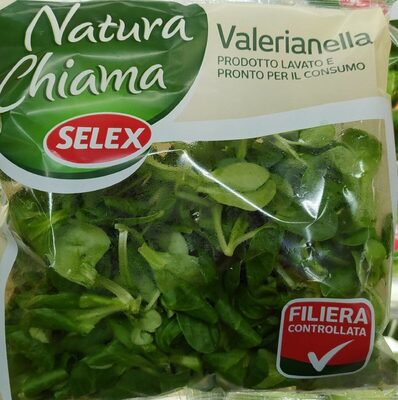 Natura
Chiama
SELEX
Valerianella
PRODOTTO LAVATO E
PRONTO PER IL CONSUMO
FILIERA
CONTROLLATA